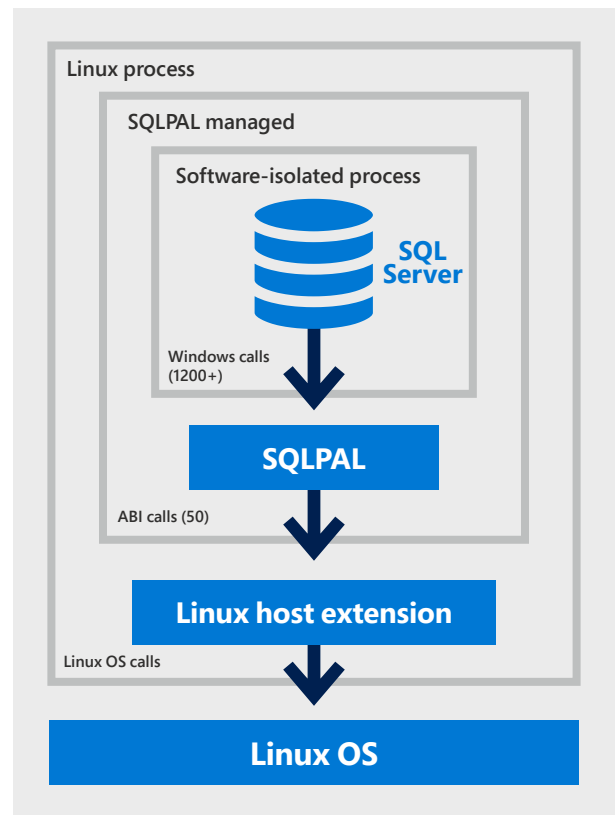 Linux process
SQLPAL managed
Software-isolated process
SQL
Server
Windows calls
(1200+)
SQLPAL
ABI calls (50)
Linux host extension
Linux OS calls
Linux OS